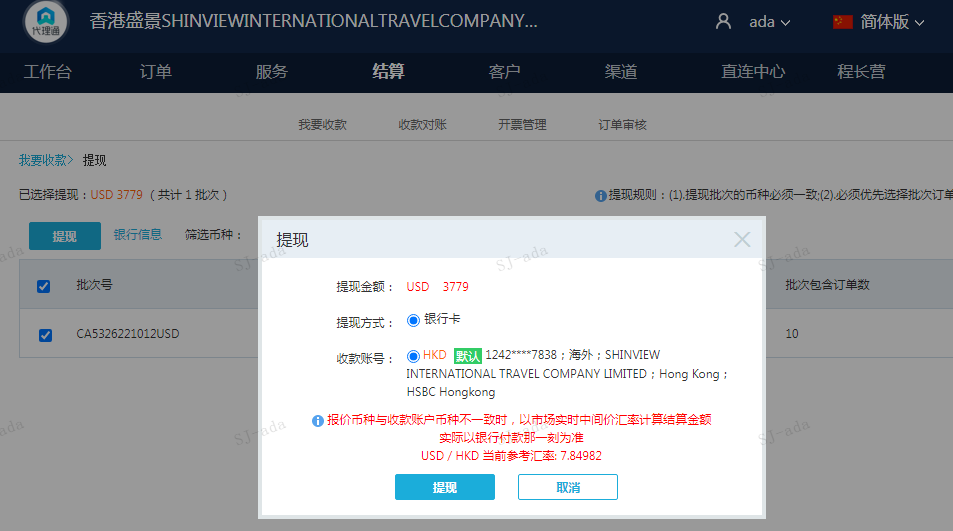 代理通
香港盛景SHINVIEWINTERNATIONALTRAVELCOMPANY...
ada
简体版
工作台 订单 服务 结算 客户 渠道 直连中心 程长营
我要收款 收款对账 开票管理 订单审核
我要收款> 提现
已选择提现：USD 3779 （ 共计 1 批次 ）
提现规则：(1).提现批次的币种必须一致;(2).必须优先选择批次订单
提现 银行信息 筛选币种：
批次号 批次包含订单数
CA5326221012USD 10
提现
提现金额： USD 3779
提现方式： 银行卡
收款账号： HKD 默认 1242****7838；海外；SHINVIEW
INTERNATIONAL TRAVEL COMPANY LIMITED；Hong Kong；
HSBC Hongkong
报价币种与收款账户币种不一致时，以市场实时中间价汇率计算结算金额
实际以银行付款那一刻为准
USD / HKD 当前参考汇率: 7.84982
提现 取消
SJ-ada
SJ-ada
SJ-ada
SJ-ada